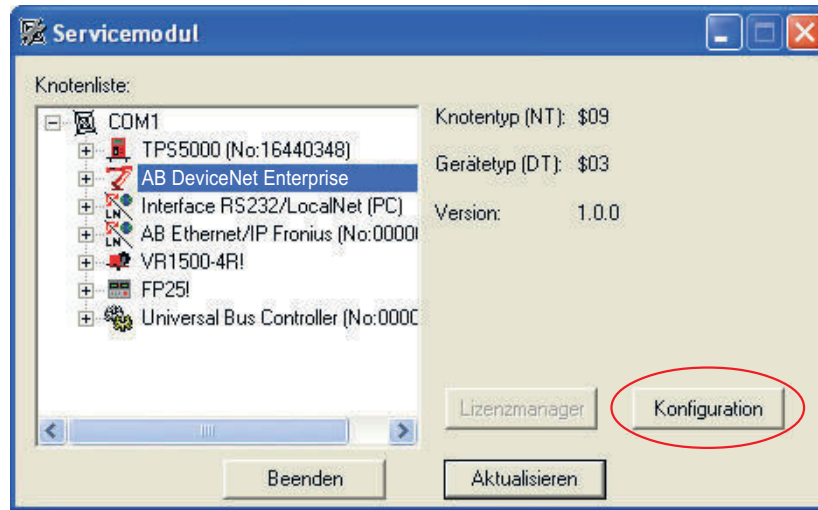 Servicemodul
Knotenliste:
COM1
TPS5000 (No:16440348)
AB DeviceNet Enterprise
Interface RS232/LocalNet (PC)
AB Ethernet/IP Fronius (No:0000
VR1500-4R!
FP25!
Universal Bus Controller (No:000
Knotentyp (NT): $09
Gerätetyp (DT): $03
Version: 1.0.0
Lizenzmanager
Konfiguration
Beenden
Aktualisieren